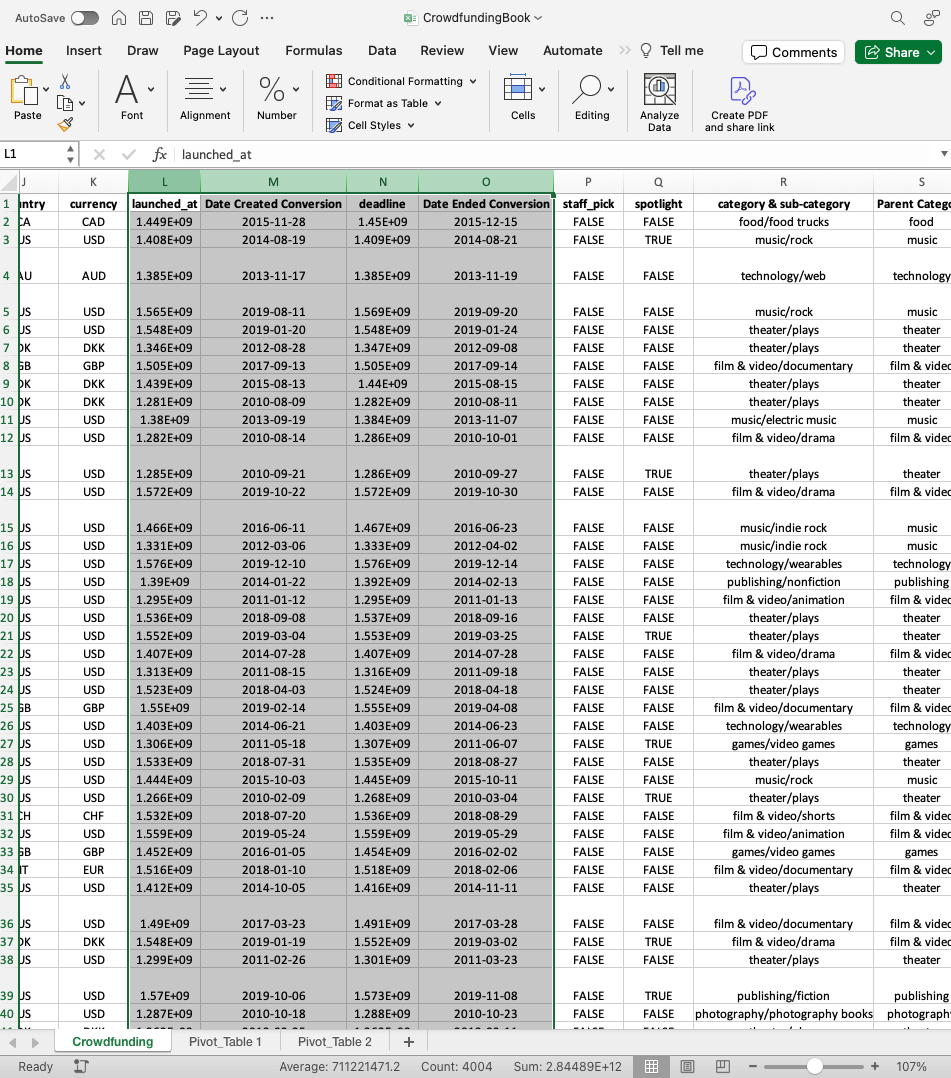 AutoSave CrowdfundingBook
Home Insert Draw Page Layout Formulas Data Review View Automate Tell me Comments Share
Paste Font Alignment Number Conditional Formatting Format as Table Cell Styles Cells Editing Analyze Data Create PDF and share link
L1 fx launched_at
J K L M N O P Q R S
1 ntry currency launched_at Date Created Conversion deadline Date Ended Conversion staff_pick spotlight category & sub-category Parent Catego
2 CA CAD 1.449E+09 2015-11-28 1.45E+09 2015-12-15 FALSE FALSE food/food trucks food
3 US USD 1.408E+09 2014-08-19 1.409E+09 2014-08-21 FALSE TRUE music/rock music
4 AU AUD 1.385E+09 2013-11-17 1.385E+09 2013-11-19 FALSE FALSE technology/web technology
5 US USD 1.565E+09 2019-08-11 1.569E+09 2019-09-20 FALSE FALSE music/rock music
6 US USD 1.548E+09 2019-01-20 1.548E+09 2019-01-24 FALSE FALSE theater/plays theater
7 DK DKK 1.346E+09 2012-08-28 1.347E+09 2012-09-08 FALSE FALSE theater/plays theater
8 GB GBP 1.505E+09 2017-09-13 1.505E+09 2017-09-14 FALSE FALSE film & video/documentary film & video
9 DK DKK 1.439E+09 2015-08-13 1.44E+09 2015-08-15 FALSE FALSE theater/plays theater
10 DK DKK 1.281E+09 2010-08-09 1.282E+09 2010-08-11 FALSE FALSE theater/plays theater
11 US USD 1.38E+09 2013-09-19 1.384E+09 2013-11-07 FALSE FALSE music/electric music music
12 US USD 1.282E+09 2010-08-14 1.286E+09 2010-10-01 FALSE FALSE film & video/drama film & video
13 US USD 1.285E+09 2010-09-21 1.286E+09 2010-09-27 FALSE TRUE theater/plays theater
14 US USD 1.572E+09 2019-10-22 1.572E+09 2019-10-30 FALSE FALSE film & video/drama film & video
15 US USD 1.466E+09 2016-06-11 1.467E+09 2016-06-23 FALSE FALSE music/indie rock music
16 US USD 1.331E+09 2012-03-06 1.333E+09 2012-04-02 FALSE FALSE music/indie rock music
17 US USD 1.576E+09 2019-12-10 1.576E+09 2019-12-14 FALSE FALSE technology/wearables technology
18 US USD 1.39E+09 2014-01-22 1.392E+09 2014-02-13 FALSE FALSE publishing/nonfiction publishing
19 US USD 1.295E+09 2011-01-12 1.295E+09 2011-01-13 FALSE FALSE film & video/animation film & video
20 US USD 1.536E+09 2018-09-08 1.537E+09 2018-09-16 FALSE FALSE theater/plays theater
21 US USD 1.552E+09 2019-03-04 1.553E+09 2019-03-25 FALSE TRUE theater/plays theater
22 US USD 1.407E+09 2014-07-28 1.407E+09 2014-07-28 FALSE FALSE film & video/drama film & video
23 US USD 1.313E+09 2011-08-15 1.316E+09 2011-09-18 FALSE FALSE theater/plays theater
24 US USD 1.523E+09 2018-04-03 1.524E+09 2018-04-18 FALSE FALSE theater/plays theater
25 GB GBP 1.55E+09 2019-02-14 1.555E+09 2019-04-08 FALSE FALSE film & video/documentary film & video
26 US USD 1.403E+09 2014-06-21 1.403E+09 2014-06-23 FALSE FALSE technology/wearables technology
27 US USD 1.306E+09 2011-05-18 1.307E+09 2011-06-07 FALSE TRUE games/video games games
28 US USD 1.533E+09 2018-07-31 1.535E+09 2018-08-27 FALSE FALSE theater/plays theater
29 US USD 1.444E+09 2015-10-03 1.445E+09 2015-10-11 FALSE FALSE music/rock music
30 US USD 1.266E+09 2010-02-09 1.268E+09 2010-03-04 FALSE TRUE theater/plays theater
31 CH CHF 1.532E+09 2018-07-20 1.536E+09 2018-08-29 FALSE FALSE film & video/shorts film & video
32 US USD 1.559E+09 2019-05-24 1.559E+09 2019-05-29 FALSE FALSE film & video/animation film & video
33 GB GBP 1.452E+09 2016-01-05 1.454E+09 2016-02-02 FALSE FALSE games/video games games
34 IT EUR 1.516E+09 2018-01-10 1.518E+09 2018-02-06 FALSE FALSE film & video/documentary film & video
35 US USD 1.412E+09 2014-10-05 1.416E+09 2014-11-11 FALSE FALSE theater/plays theater
36 US USD 1.49E+09 2017-03-23 1.491E+09 2017-03-28 FALSE FALSE film & video/documentary film & video
37 DK DKK 1.548E+09 2019-01-19 1.552E+09 2019-03-02 FALSE TRUE film & video/drama film & video
38 US USD 1.299E+09 2011-02-26 1.301E+09 2011-03-23 FALSE FALSE theater/plays theater
39 US USD 1.57E+09 2019-10-06 1.573E+09 2019-11-08 FALSE TRUE publishing/fiction publishing
40 US USD 1.287E+09 2010-10-18 1.288E+09 2010-10-23 FALSE FALSE photography/photography books photograph
Crowdfunding Pivot_Table 1 Pivot_Table 2 +
Ready Average: 711221471.2 Count: 4004 Sum: 2.84489E+12 107%